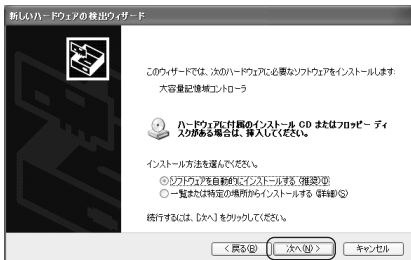 新しいハードウェアの検出ウィザード
このウィザードでは、次のハードウェアに必要なソフトウェアをインストールします:
大容量記憶域コントローラ
ハードウェアに付属のインストール CD またはフロッピー ディ
スクがある場合は、挿入してください。
インストール方法を選んでください。
ソフトウェアを自動的にインストールする (推奨)(I)
一覧または特定の場所からインストールする (詳細)(S)
続行するには、[次へ] をクリックしてください。
< 戻る(B) 次へ(N) > キャンセル